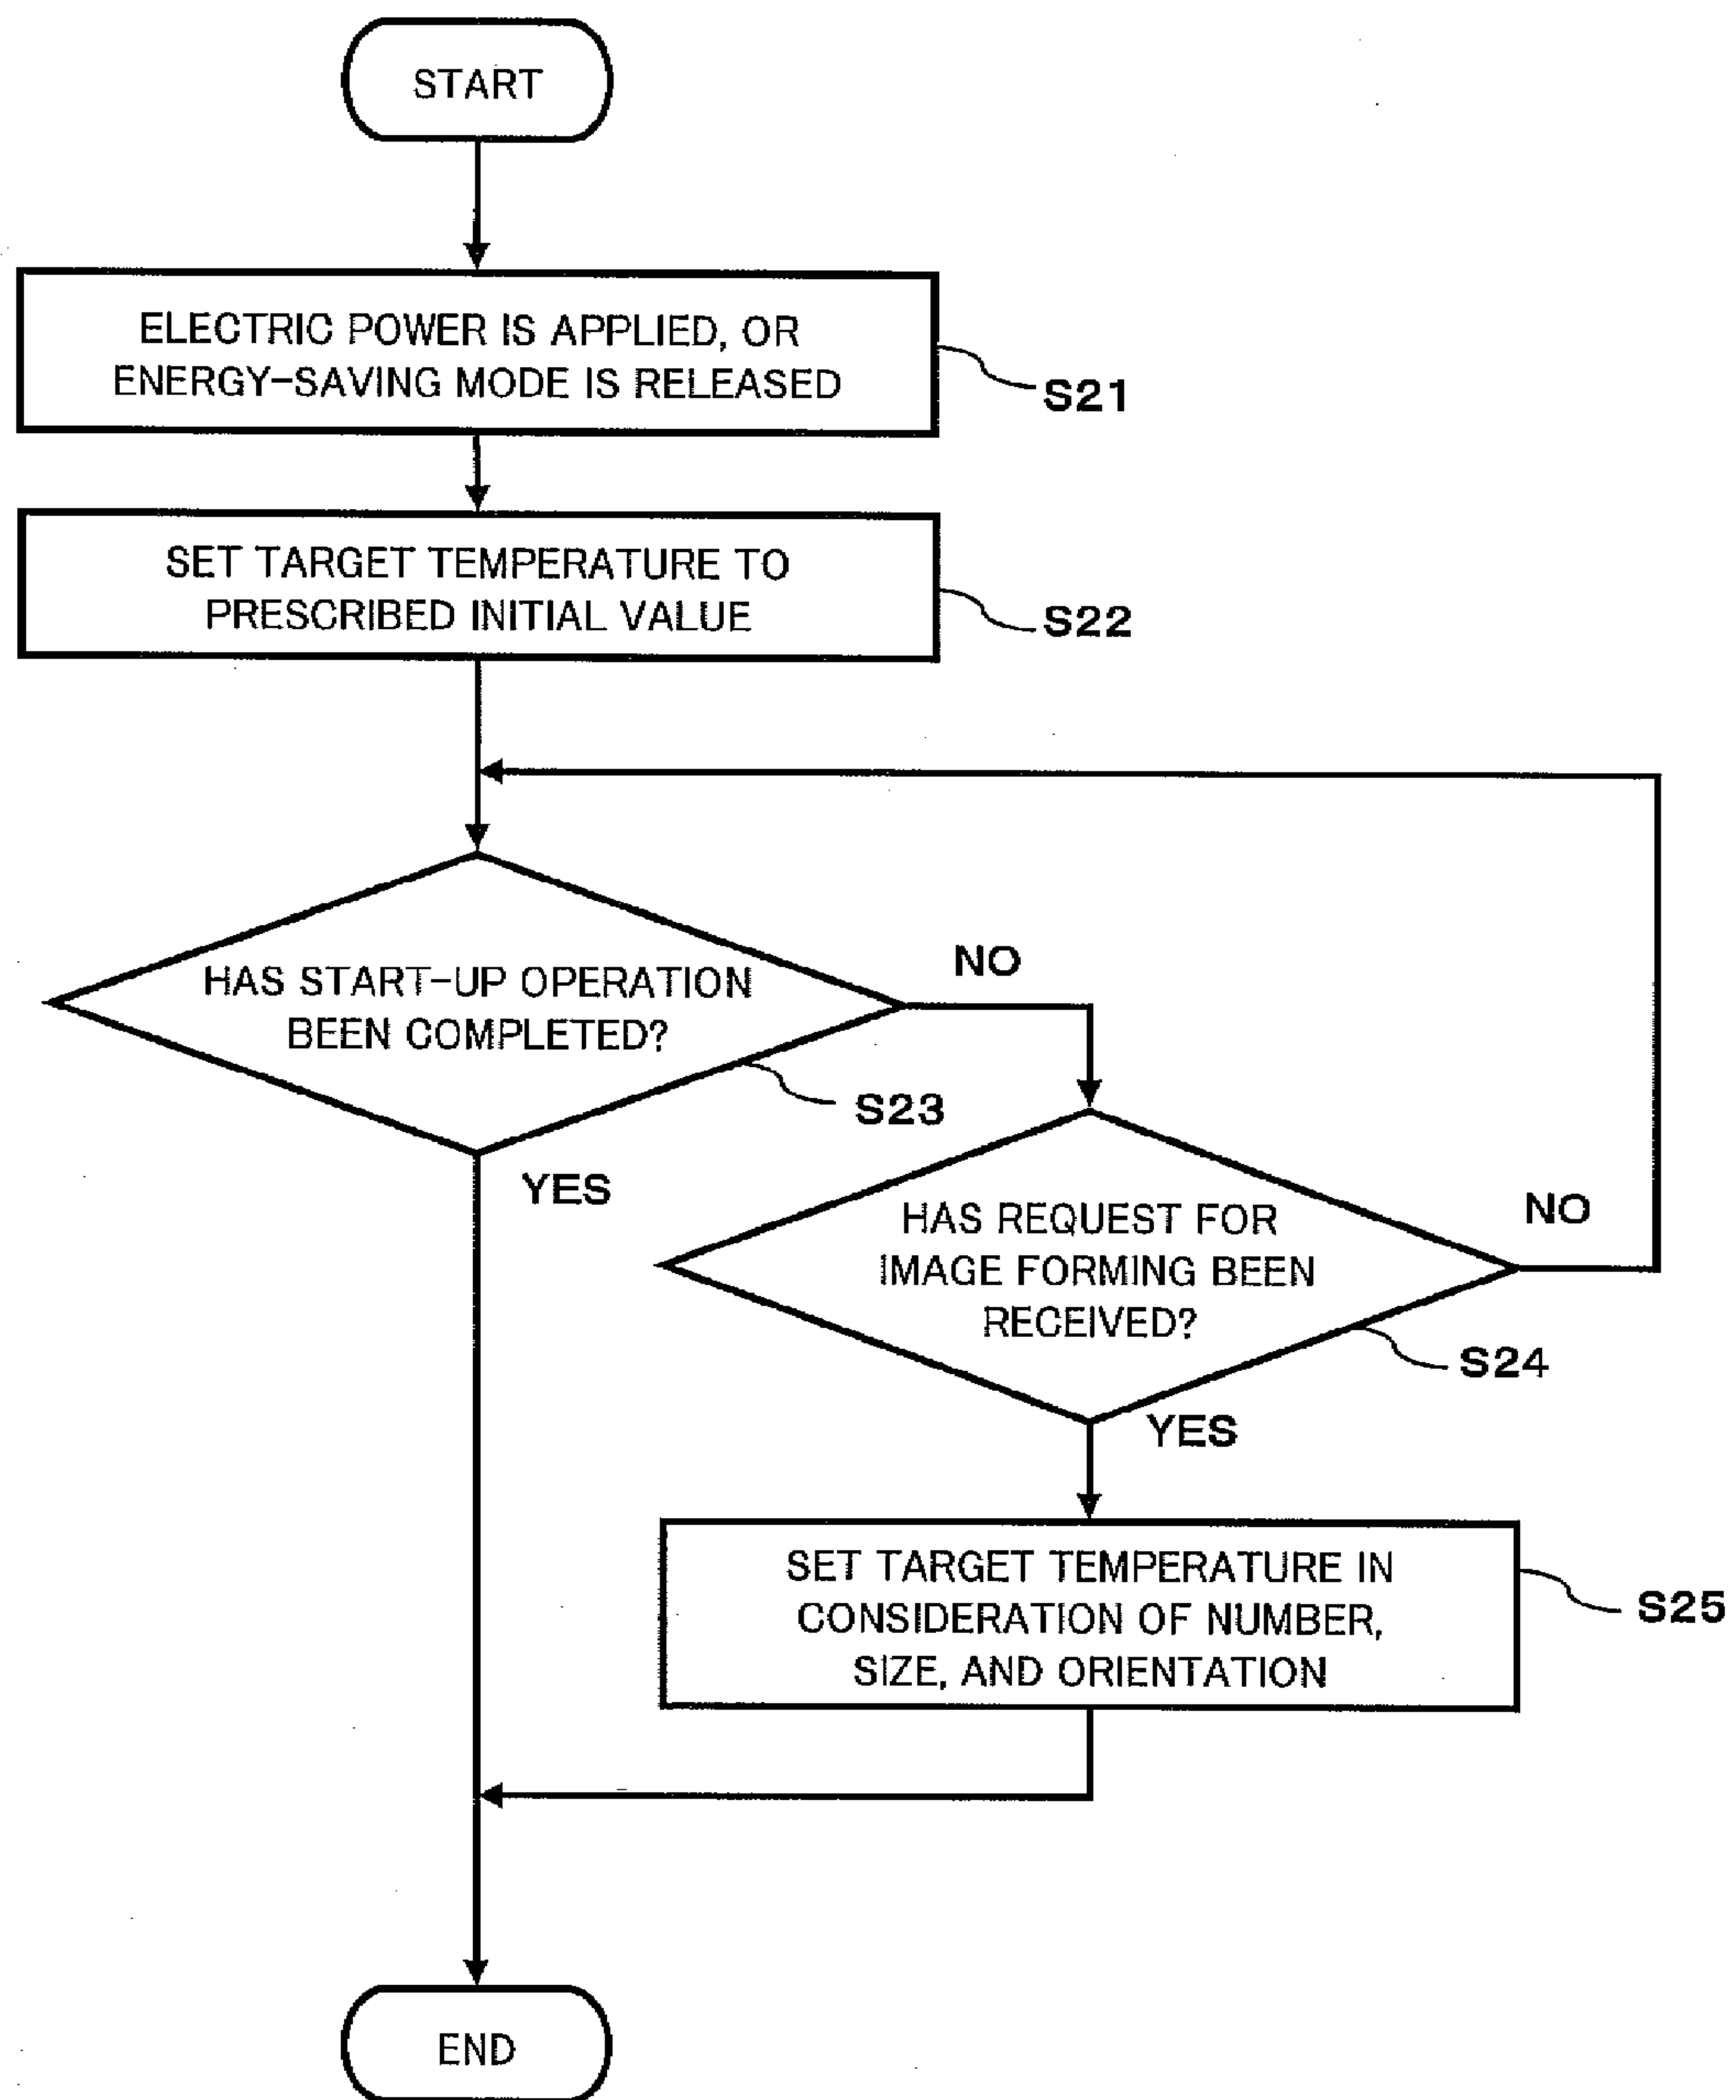 START
ELECTRIC POWER IS APPLIED, OR
ENERGY-SAVING MODE IS RELEASED
S21
SET TARGET TEMPERATURE TO
PRESCRIBED INITIAL VALUE
S22
HAS START-UP OPERATION
BEEN COMPLETED?
NO
S23
YES
HAS REQUEST FOR
IMAGE FORMING BEEN
RECEIVED?
NO
S24
YES
SET TARGET TEMPERATURE IN
CONSIDERATION OF NUMBER,
SIZE, AND ORIENTATION
S25
END